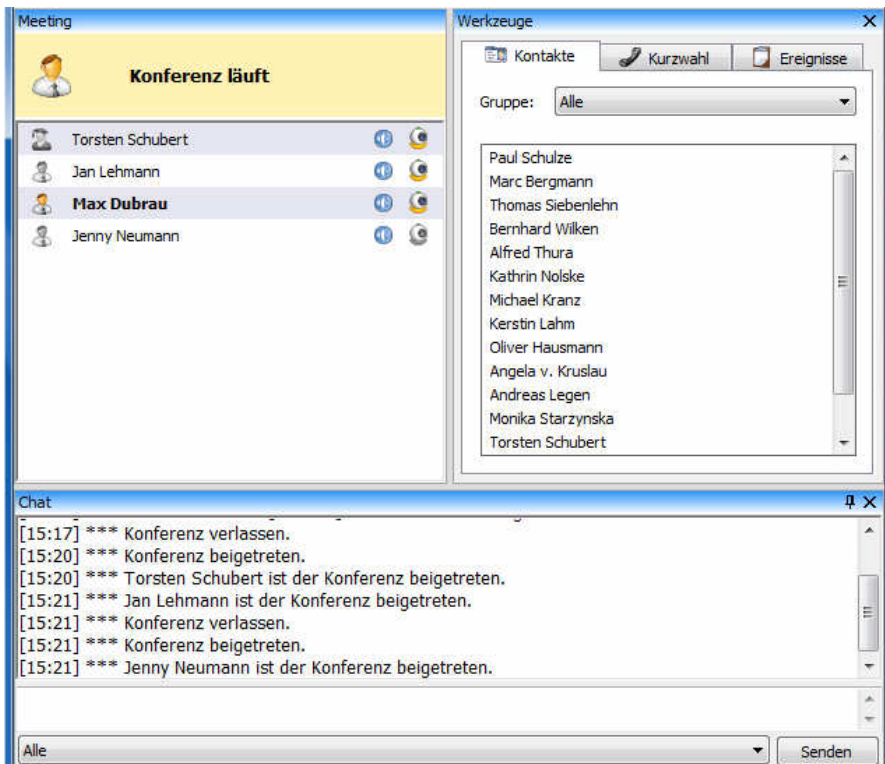 Meeting
Konferenz läuft
Torsten Schubert
Jan Lehmann
Max Dubrau
Jenny Neumann
Werkzeuge
Kontakte Kurzwahl Ereignisse
Gruppe: Alle
Paul Schulze
Marc Bergmann
Thomas Siebenlehn
Bernhard Wilken
Alfred Thura
Kathrin Nolske
Michael Kranz
Kerstin Lahm
Oliver Hausmann
Angela v. Kruslau
Andreas Legen
Monika Starzynska
Torsten Schubert
Chat
[15:17] *** Konferenz verlassen.
[15:20] *** Konferenz beigetreten.
[15:20] *** Torsten Schubert ist der Konferenz beigetreten.
[15:21] *** Jan Lehmann ist der Konferenz beigetreten.
[15:21] *** Konferenz verlassen.
[15:21] *** Konferenz beigetreten.
[15:21] *** Jenny Neumann ist der Konferenz beigetreten.
Alle Senden